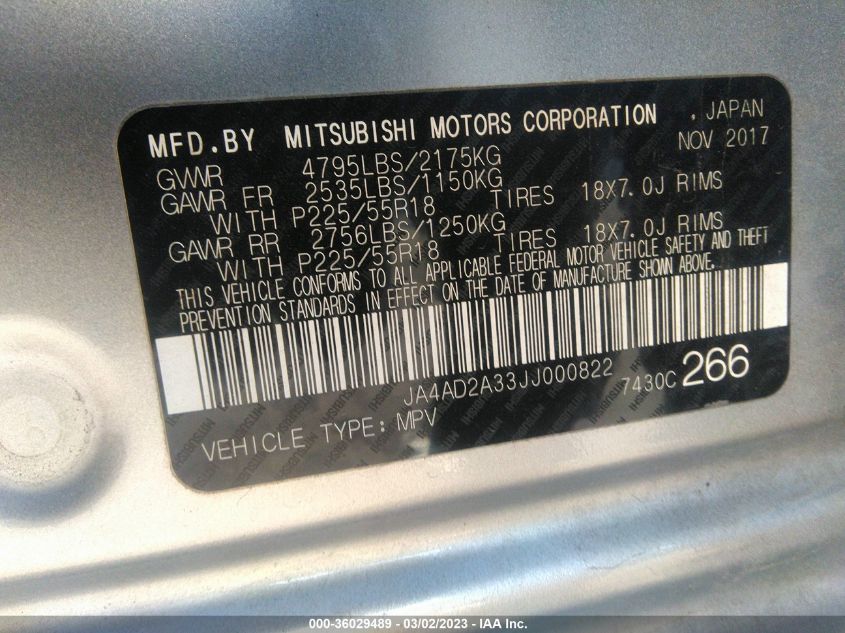 MFD.BY MITSUBISHI MOTORS CORPORATION , JAPAN
GVWR 4795LBS/2175KG NOV 2017
GAWR FR 2535LBS/1150KG
WITH P225/55R18 TIRES 18X7.0J RIMS
GAWR RR 2756LBS/1250KG
WITH P225/55R18 TIRES 18X7.0J RIMS
THIS VEHICLE CONFORMS TO ALL APPLICABLE FEDERAL MOTOR VEHICLE SAFETY AND THEFT
PREVENTION STANDARDS IN EFFECT ON THE DATE OF MANUFACTURE SHOWN ABOVE.
JA4AD2A33JJ000822
VEHICLE TYPE: MPV 7430C 266
000-36029489 - 03/02/2023 - IAA Inc.